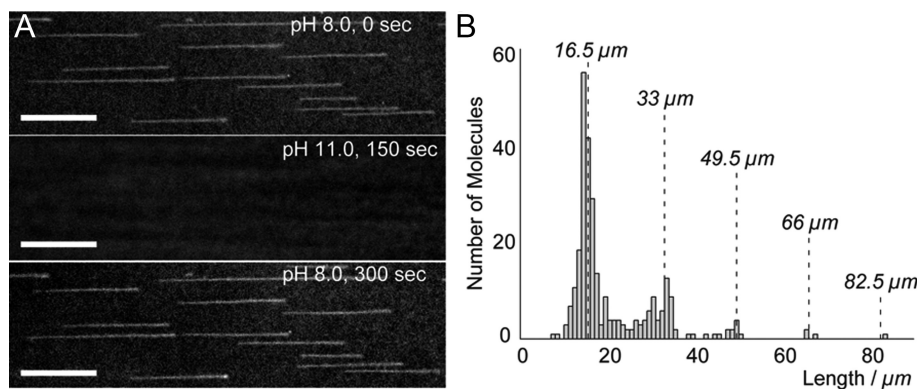 A
pH 8.0, 0 sec
pH 11.0, 150 sec
pH 8.0, 300 sec
B
Number of Molecules
60
40
20
0
16.5 µm
33 µm
49.5 µm
66 µm
82.5 µm
0 20 40 60 80
Length / µm